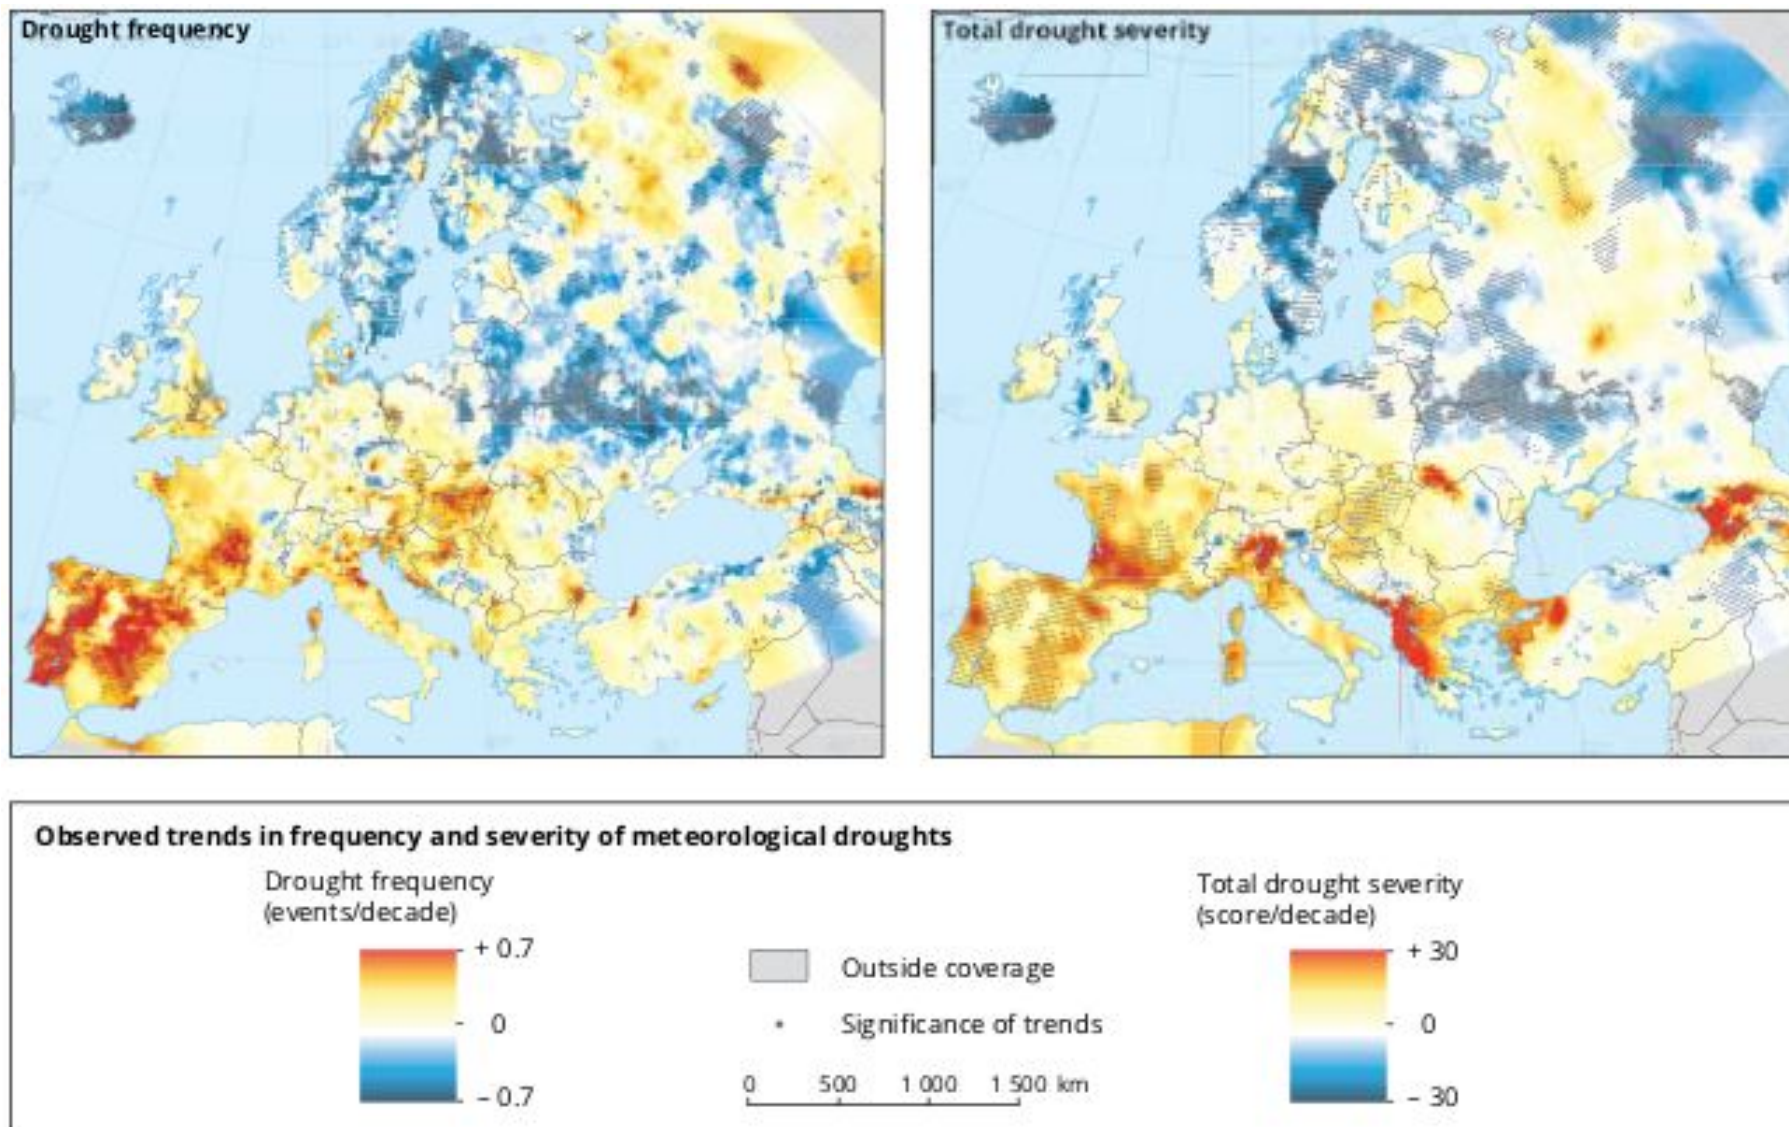 Drought frequency
Total drought severity
Observed trends in frequency and severity of meteorological droughts
Drought frequency
(events/decade)
+ 0.7
0
– 0.7
Outside coverage
Significance of trends
0 500 1 000 1 500 km
Total drought severity
(score/decade)
+ 30
0
– 30